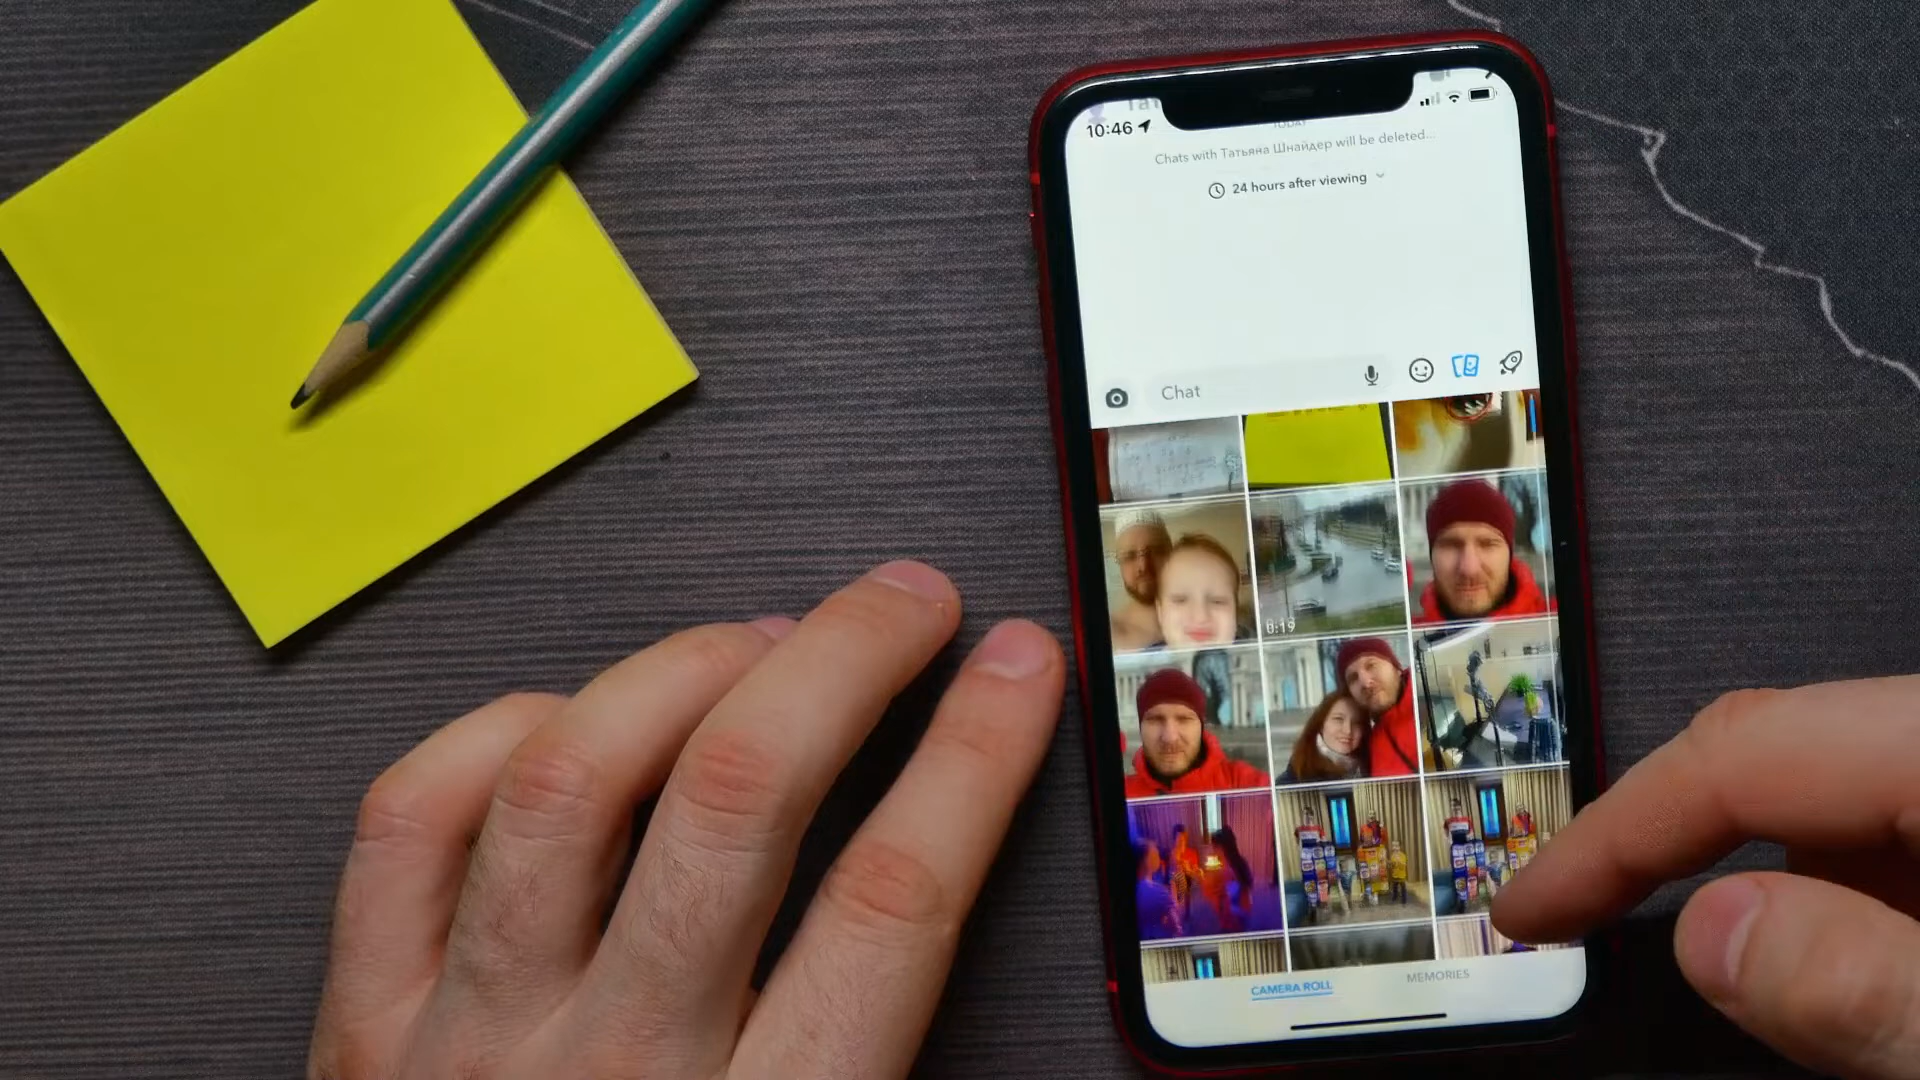 10:46
TODAY
Chats with Татьяна Шнайдер will be deleted...
24 hours after viewing
Chat
0:19
CAMERA ROLL
MEMORIES